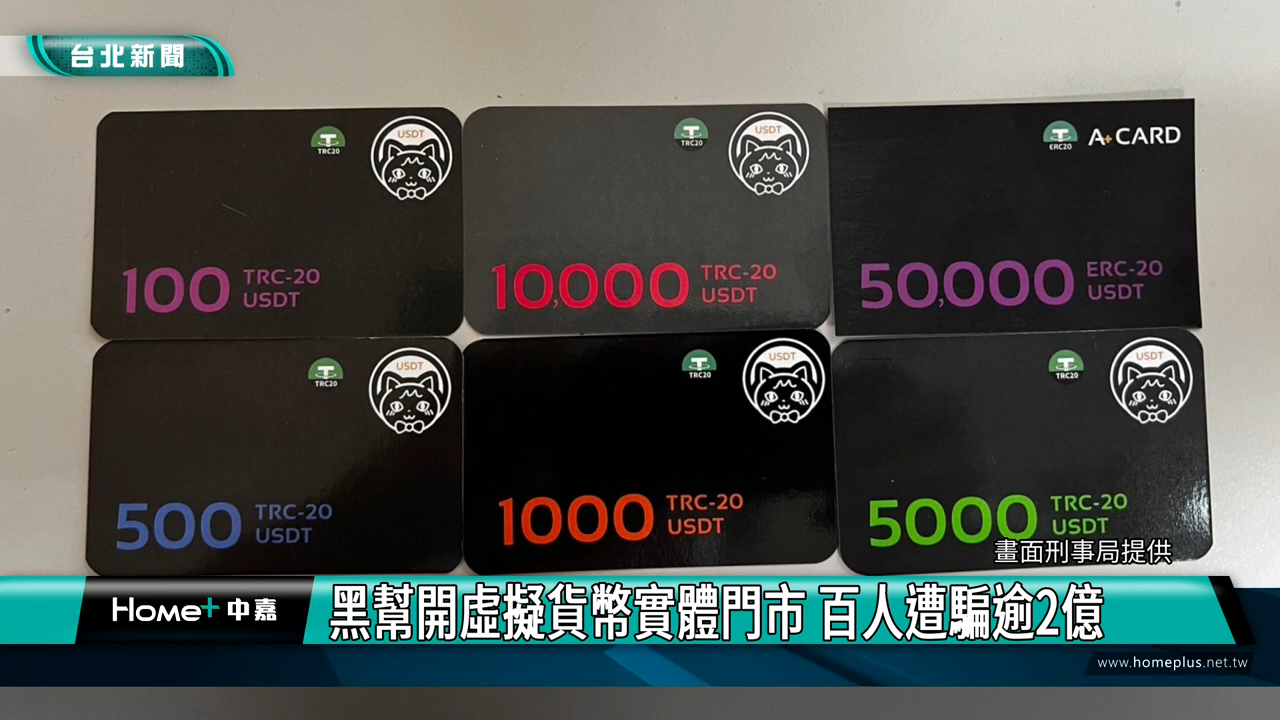 台北新聞
USDT
TRC20
100 TRC-20
USDT
USDT
TRC20
10,000 TRC-20
USDT
ERC20
A+ CARD
50,000 ERC-20
USDT
USDT
TRC20
500 TRC-20
USDT
USDT
TRC20
1000 TRC-20
USDT
USDT
TRC20
5000 TRC-20
USDT
畫面刑事局提供
Home+ 中嘉
黑幫開虛擬貨幣實體門市 百人遭騙逾2億
www.homeplus.net.tw